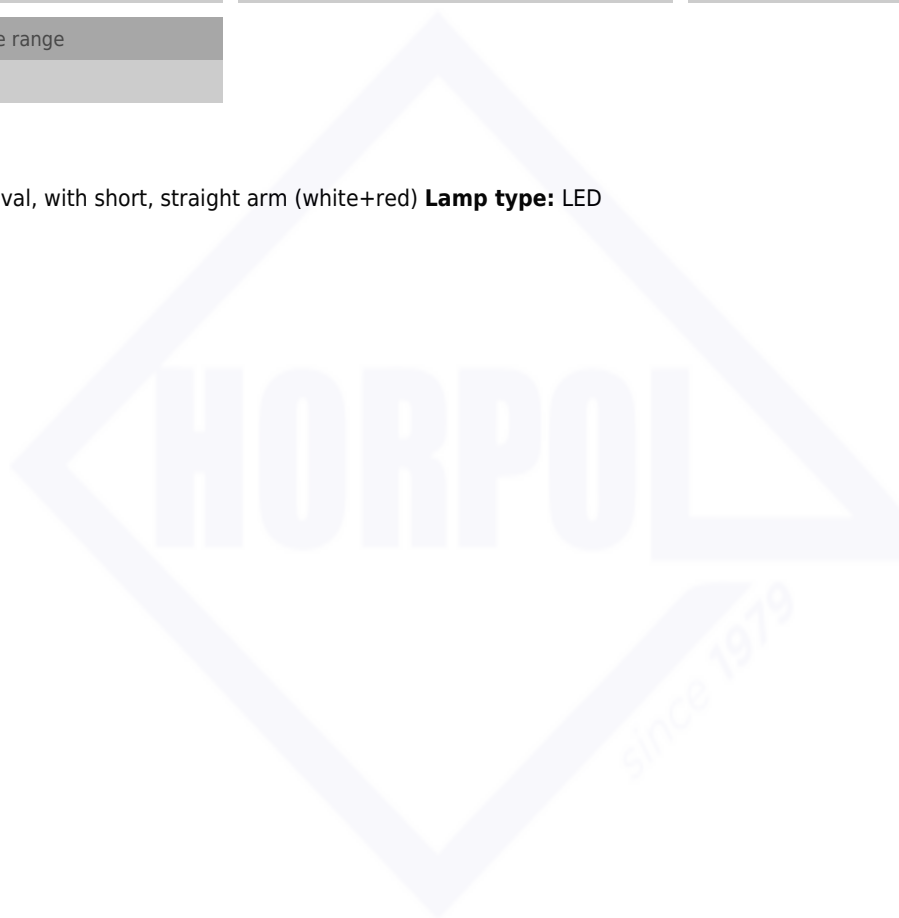 e range
val, with short, straight arm (white+red) Lamp type: LED
HORPOL
since 1979